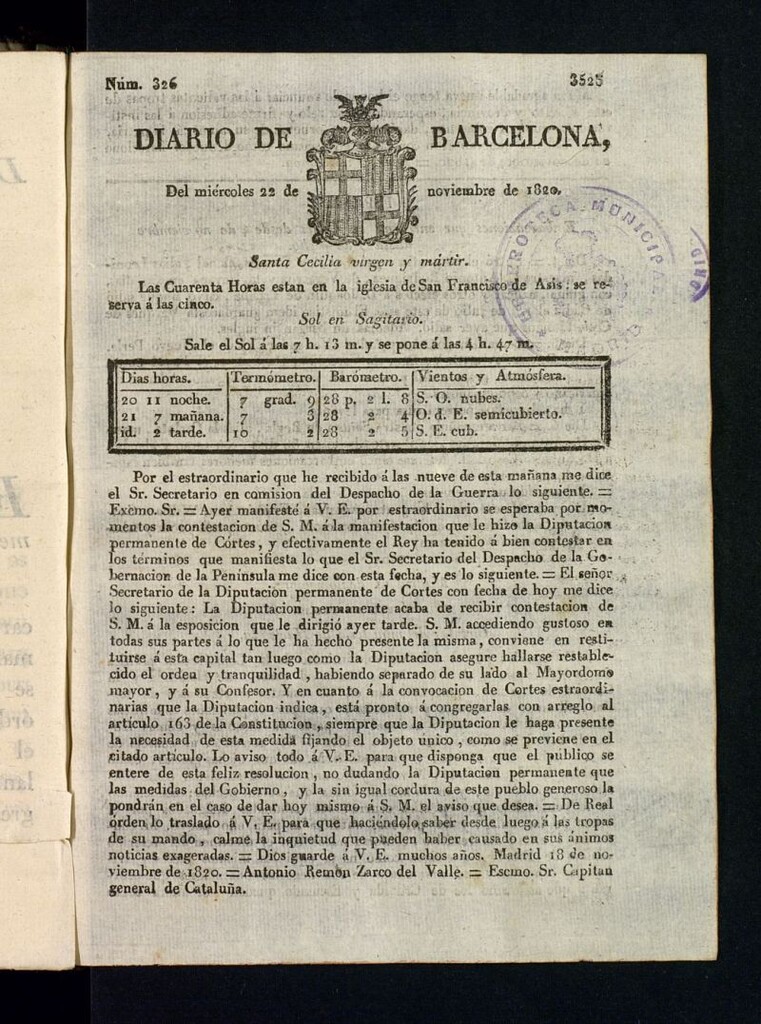 Núm. 326
3525
DIARIO DE BARCELONA,
Del miércoles 22 de noviembre de 1820.
Santa Cecilia virgen y mártir.
Las Cuarenta Horas estan en la iglesia de San Francisco de Asis: se re-
serva á las cinco.
Sol en Sagitario.
Sale el Sol á las 7 h. 13 m. y se pone á las 4 h. 47 m.
Dias horas. Termómetro. Barómetro. Vientos y Atmósfera.
20 11 noche. 7 grad. 9 28 p. 2 l. 8 S. O. nubes.
21 7 mañana. 7 3 28 2 4 O. d. E. semicubierto.
id. 2 tarde. 10 2 28 2 5 S. E. cub.
Por el estraordinario que he recibido á las nueve de esta mañana me dice
el Sr. Secretario en comision del Despacho de la Guerra lo siguiente. =
Excmo. Sr. = Ayer manifesté á V. E. por estraordinario se esperaba por mo-
mentos la contestacion de S. M. á la manifestacion que le hizo la Diputacion
permanente de Córtes, y efectivamente el Rey ha tenido á bien contestar en
los términos que manifiesta lo que el Sr. Secretario del Despacho de la Go-
bernacion de la Península me dice con esta fecha, y es lo siguiente. = El señor
Secretario de la Diputacion permanente de Cortes con fecha de hoy me dice
lo siguiente: La Diputacion permanente acaba de recibir contestacion de
S. M. á la esposicion que le dirigió ayer tarde. S. M. accediendo gustoso en
todas sus partes á lo que le ha hecho presente la misma, conviene en resti-
tuirse á esta capital tan luego como la Diputacion asegure hallarse restable-
cido el orden y tranquilidad, habiendo separado de su lado al Mayordomo
mayor, y á su Confesor. Y en cuanto á la convocacion de Cortes estraordi-
narias que la Diputacion indica, está pronto á congregarlas con arreglo al
artículo 163 de la Constitucion, siempre que la Diputacion le haga presente
la necesidad de esta medida fijando el objeto único, como se previene en el
citado artículo. Lo aviso todo á V. E. para que disponga que el público se
entere de esta feliz resolucion, no dudando la Diputacion permanente que
las medidas del Gobierno, y la sin igual cordura de este pueblo generoso la
pondrán en el caso de dar hoy mismo á S. M. el aviso que desea. = De Real
órden lo traslado á V. E. para que haciéndolo saber desde luego á las tropas
de su mando, calme la inquietud que pueden haber causado en sus ánimos
noticias exageradas. = Dios guarde á V. E. muchos años. Madrid 18 de no-
viembre de 1820. = Antonio Remon Zarco del Valle. = Escmo. Sr. Capitan
general de Cataluña.
HEMEROTECA MUNICIPAL